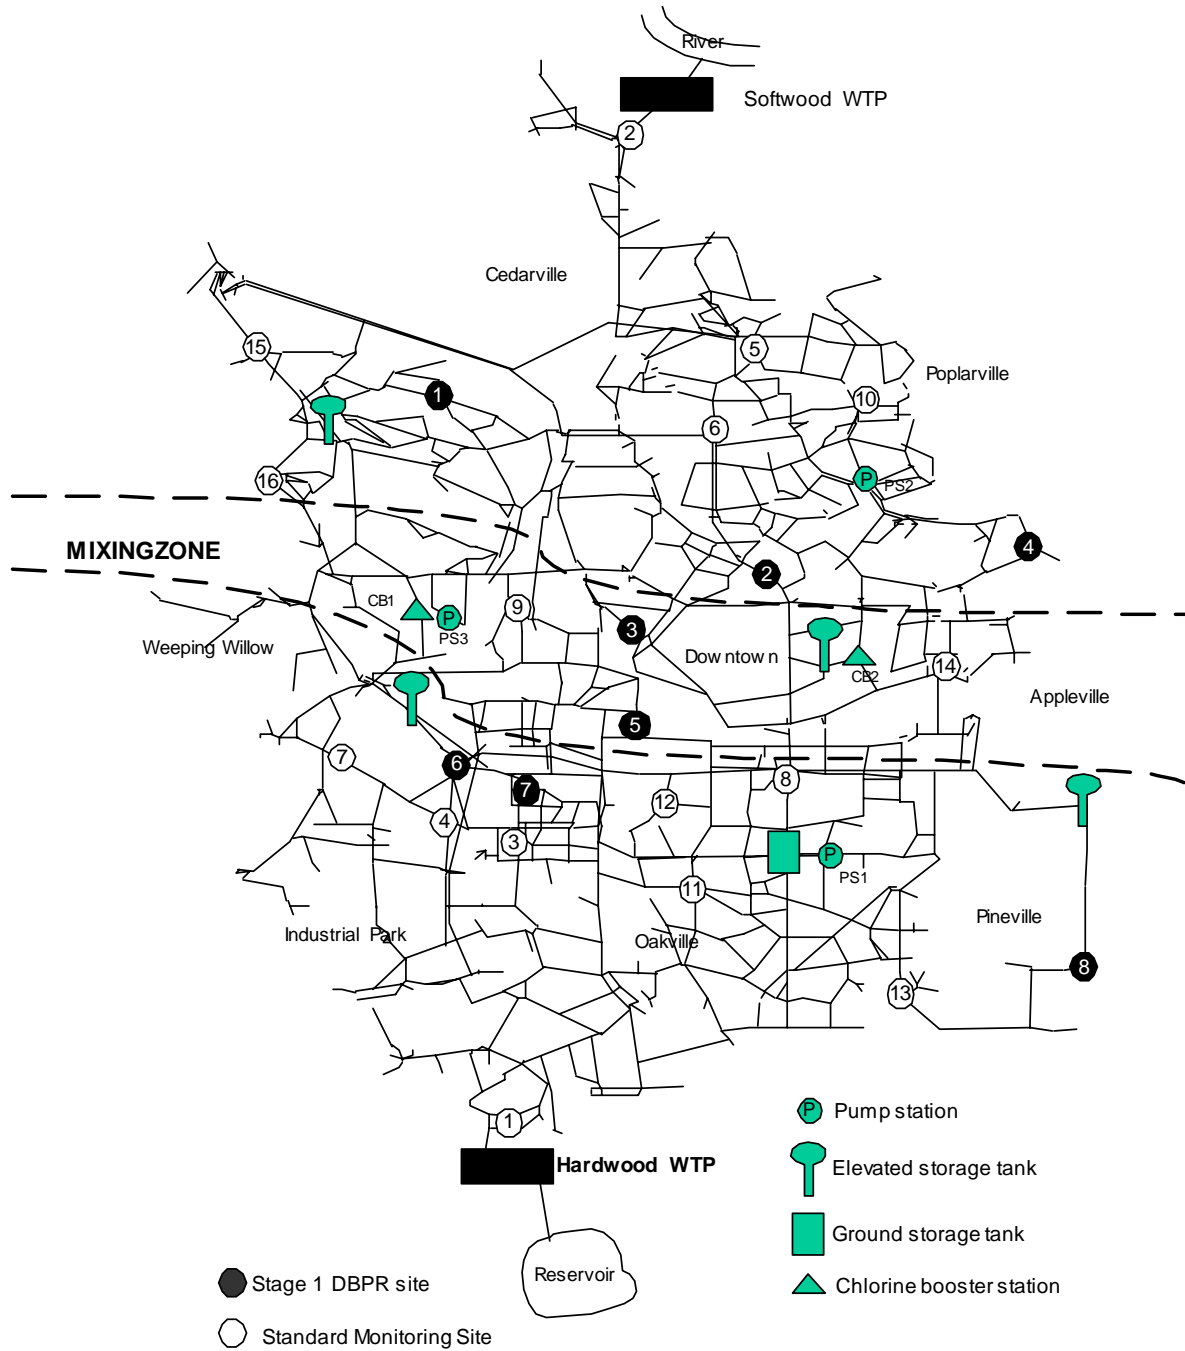 River
Softwood WTP
2
Cedarville
15
5
Poplarville
1
10
6
16
P
PS2
MIXINGZONE
4
2
CB1
9
P
PS3
3
Weeping Willow
Downtown
CB2
14
Appleville
5
7
6
8
7
12
4
3
P
PS1
11
Industrial Park
Oakville
Pineville
8
13
P
Pump station
1
Hardwood WTP
Elevated storage tank
Ground storage tank
Reservoir
Stage 1 DBPR site
Chlorine booster station
Standard Monitoring Site